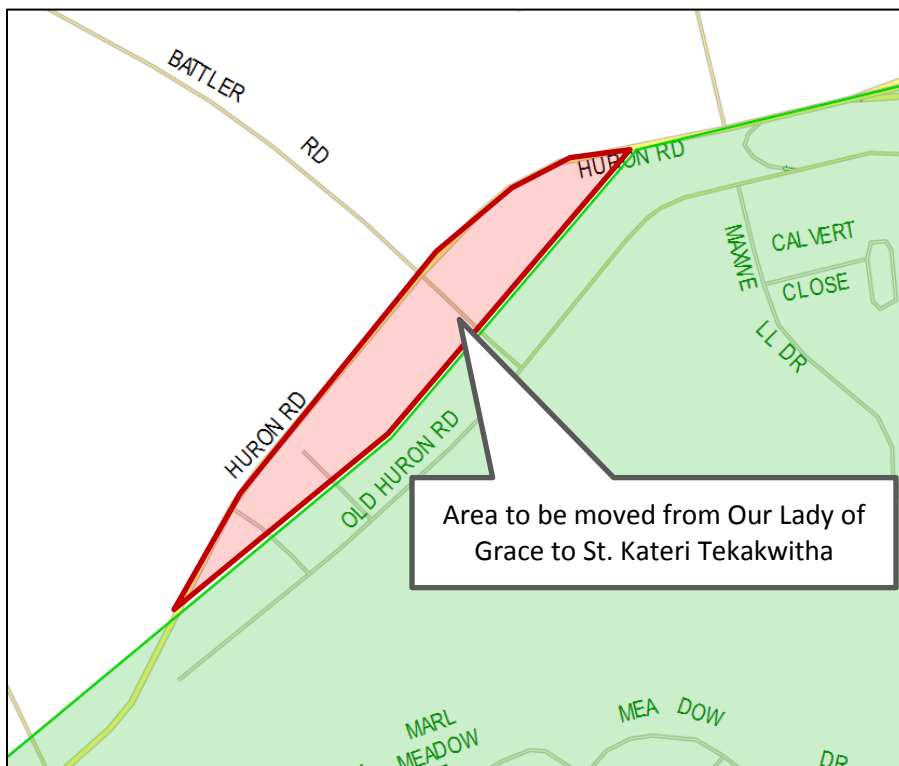 BATTLER
RD
HURON RD
MAXWE
LL DR
CALVERT
CLOSE
HURON RD
OLD HURON RD
Area to be moved from Our Lady of
Grace to St. Kateri Tekakwitha
MARL
MEADOW
MEA DOW
DR